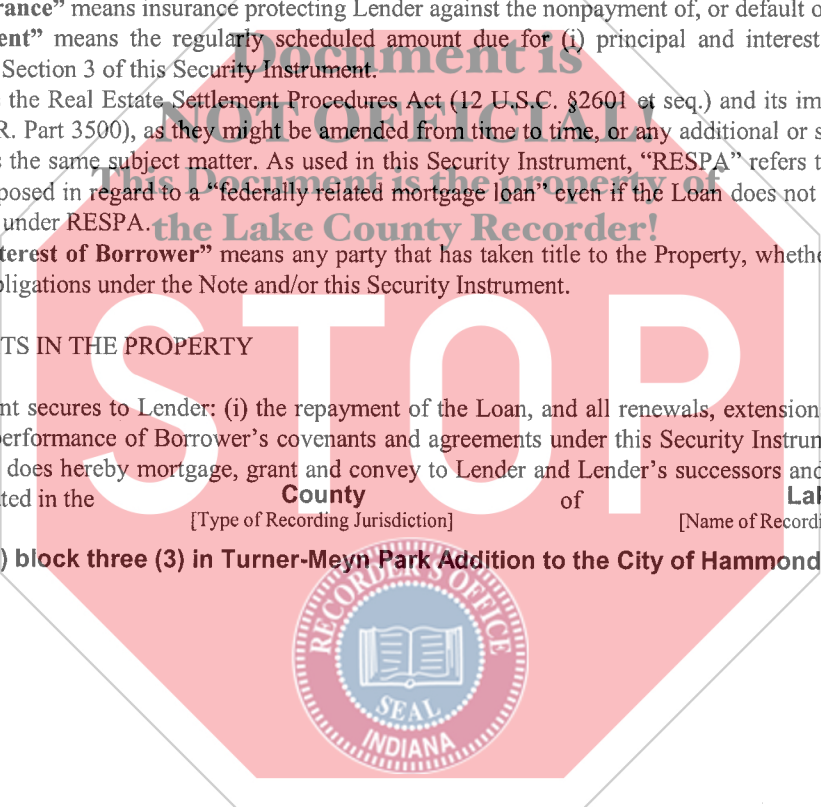 rance” means insurance protecting Lender against the nonpayment of, or default o
ent” means the regularly scheduled amount due for (i) principal and interest
Document is
Section 3 of this Security Instrument.
the Real Estate Settlement Procedures Act (12 U.S.C. §2601 et seq.) and its im
NOT OFFICIAL!
R. Part 3500), as they might be amended from time to time, or any additional or s
s the same subject matter. As used in this Security Instrument, “RESPA” refers t
This Document is the property of
posed in regard to a “federally related mortgage loan” even if the Loan does not
under RESPA.
the Lake County Recorder!
terest of Borrower” means any party that has taken title to the Property, whethe
bligations under the Note and/or this Security Instrument.
STOP
TS IN THE PROPERTY
nt secures to Lender: (i) the repayment of the Loan, and all renewals, extension
performance of Borrower’s covenants and agreements under this Security Instrum
does hereby mortgage, grant and convey to Lender and Lender’s successors and
ted in the County of Lak
[Type of Recording Jurisdiction] [Name of Recordi
) block three (3) in Turner-Meyn Park Addition to the City of Hammond
RECORDER'S OFFICE
SEAL
INDIANA